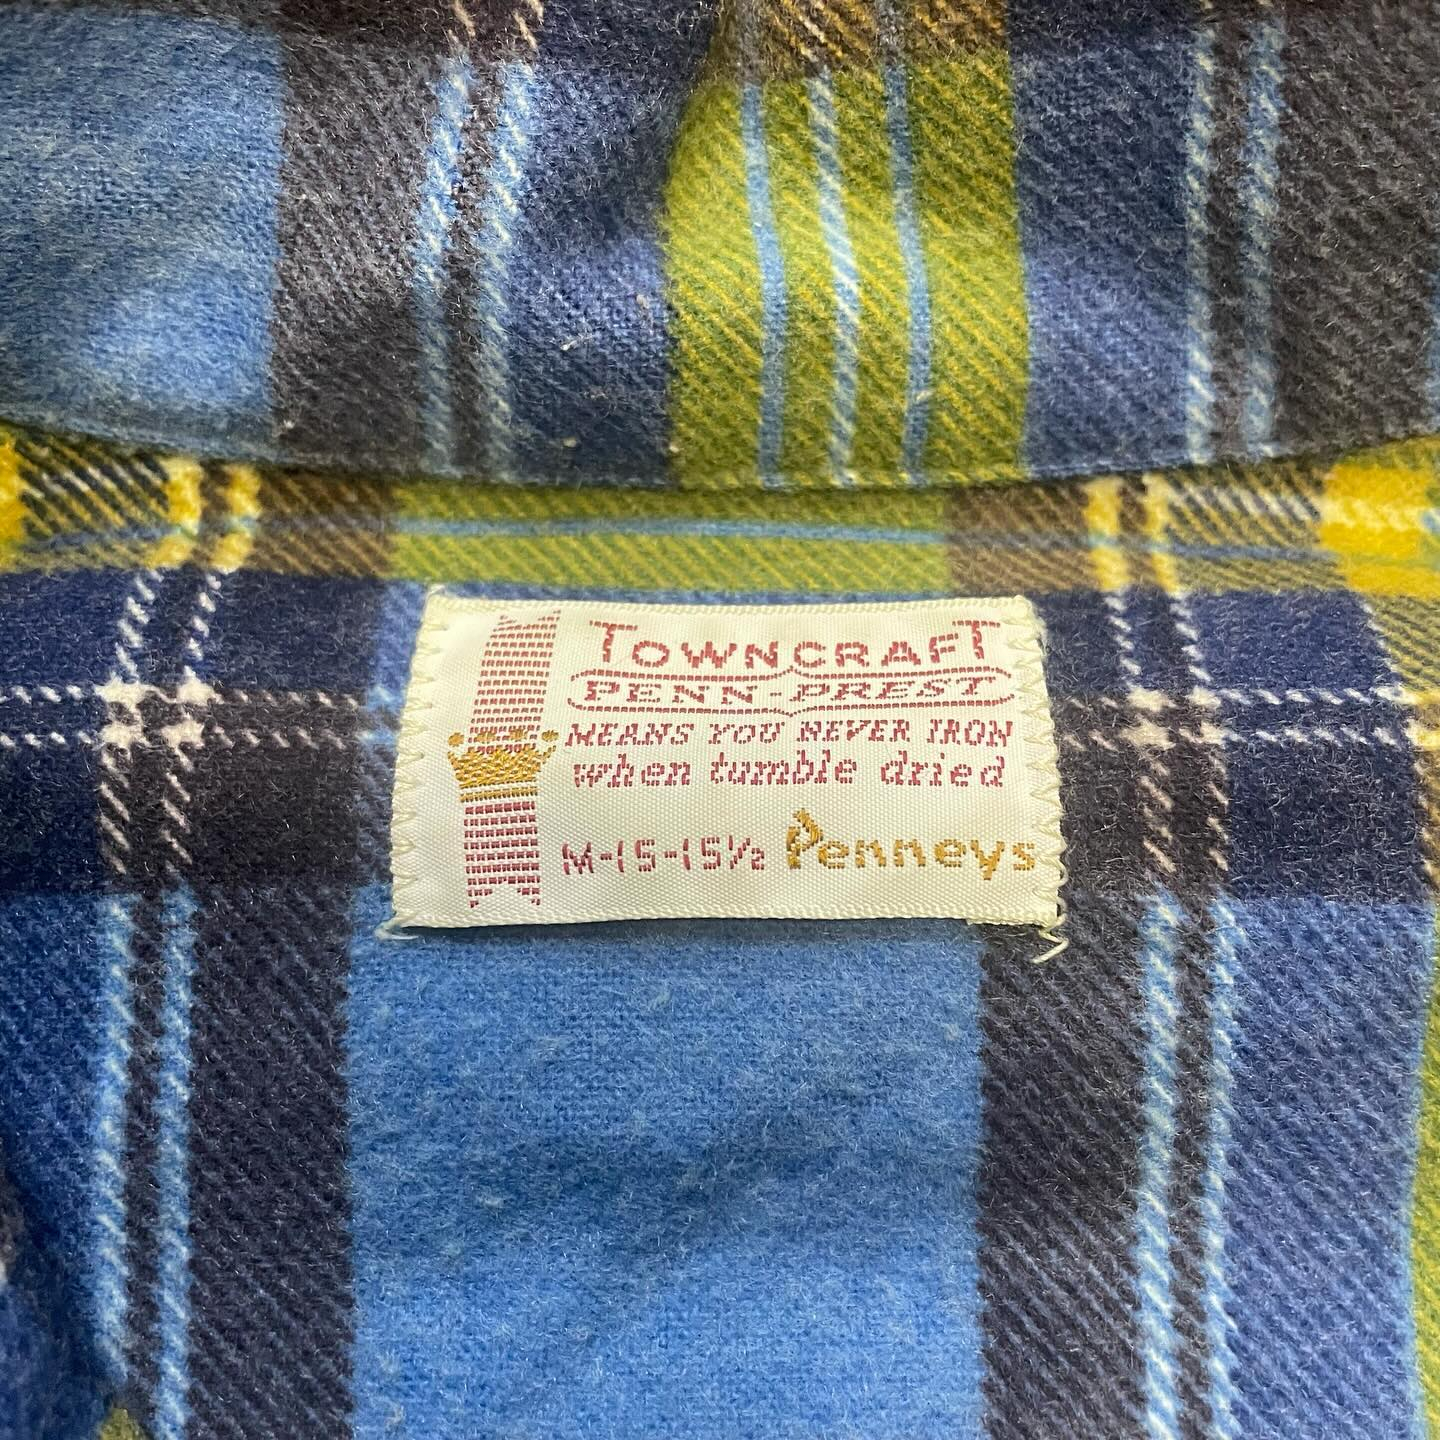 TOWNCRAFT
PENN-PREST
MEANS YOU NEVER IRON
when tumble dried
M-15-15½ Penneys